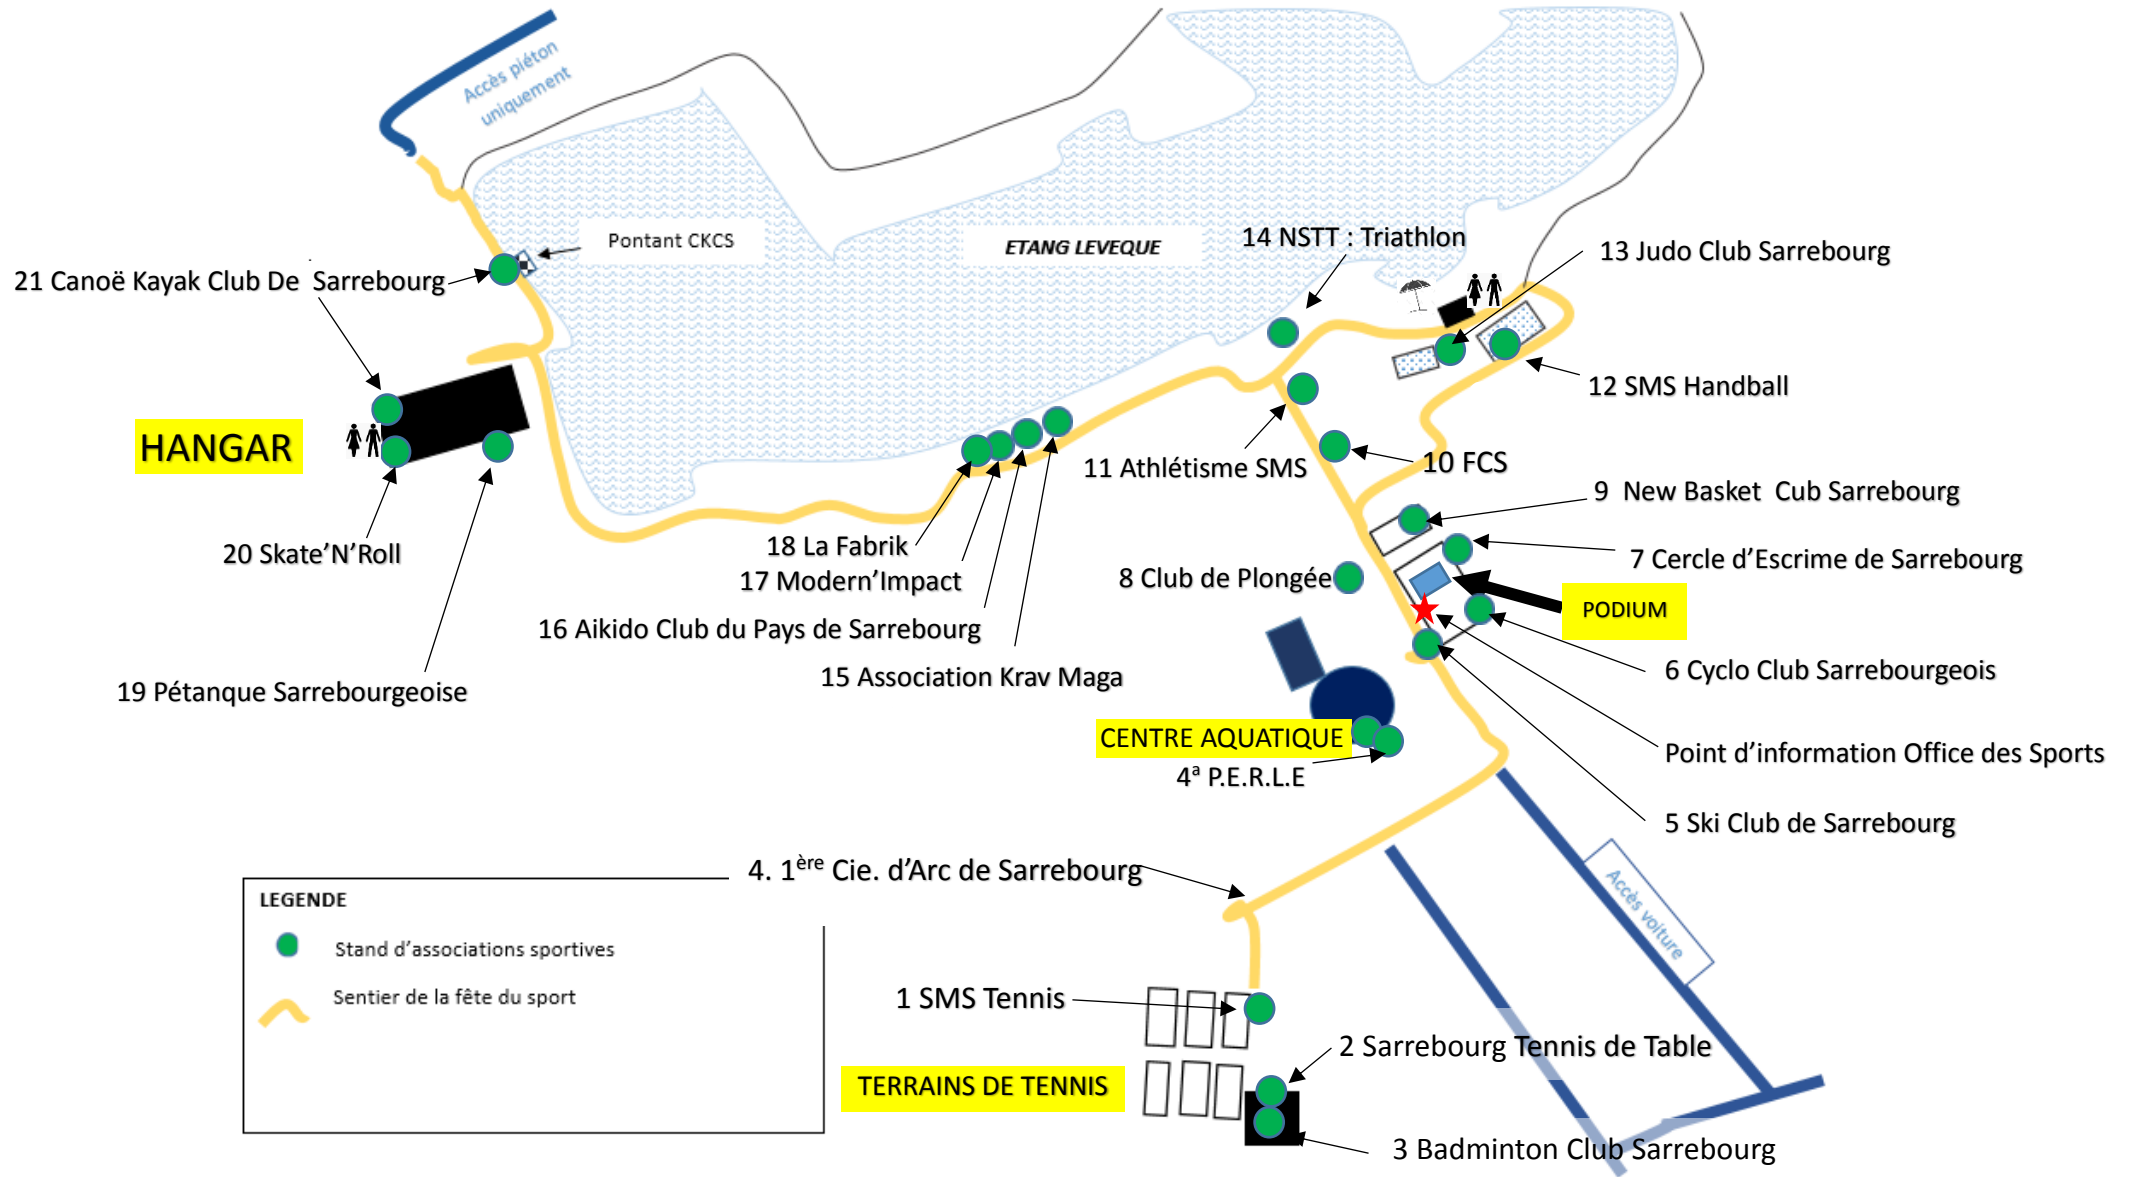 Accès piéton
uniquement
Pontant CKCS
ETANG LEVEQUE
14 NSTT : Triathlon
13 Judo Club Sarrebourg
21 Canoë Kayak Club De Sarrebourg
12 SMS Handball
HANGAR
11 Athlétisme SMS
10 FCS
9 New Basket Cub Sarrebourg
20 Skate’N’Roll
18 La Fabrik
17 Modern’Impact
8 Club de Plongée
7 Cercle d’Escrime de Sarrebourg
PODIUM
16 Aikido Club du Pays de Sarrebourg
15 Association Krav Maga
6 Cyclo Club Sarrebourgeois
19 Pétanque Sarrebourgeoise
CENTRE AQUATIQUE
4ª P.E.R.L.E
Point d’information Office des Sports
5 Ski Club de Sarrebourg
4. 1ère Cie. d’Arc de Sarrebourg
Accès voiture
LEGENDE
Stand d’associations sportives
Sentier de la fête du sport
1 SMS Tennis
2 Sarrebourg Tennis de Table
TERRAINS DE TENNIS
3 Badminton Club Sarrebourg